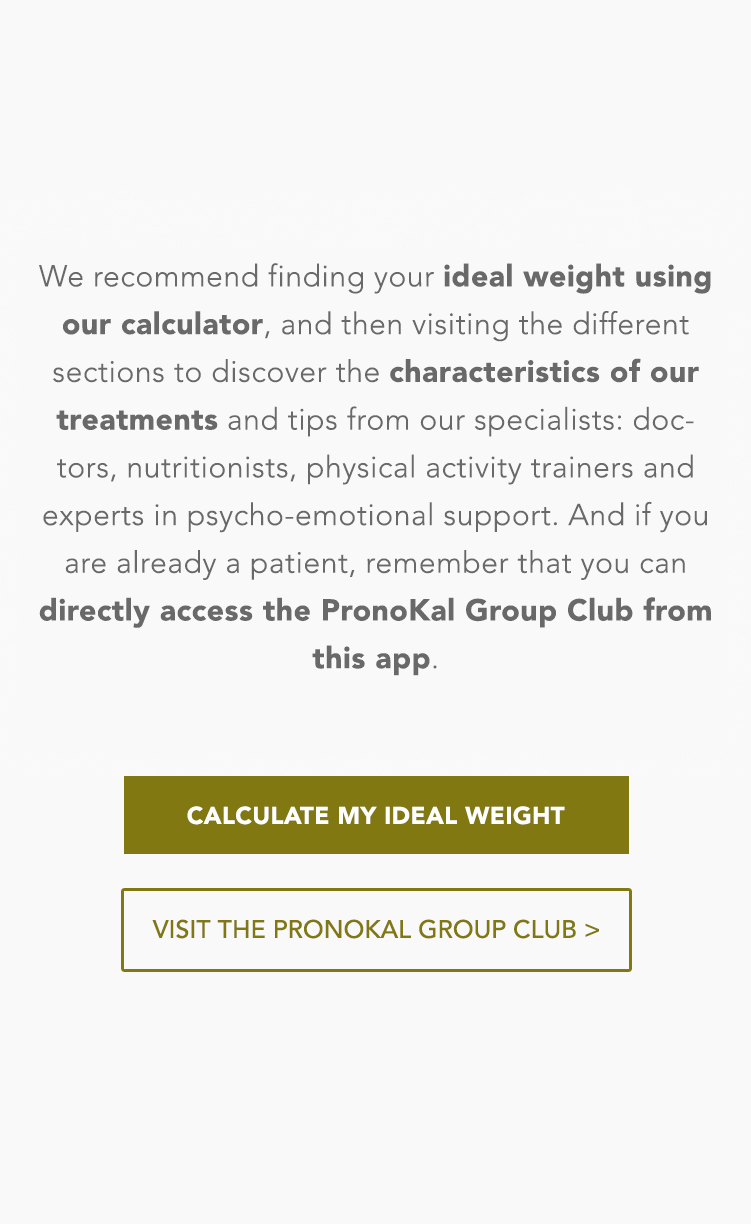 We recommend finding your ideal weight using
our calculator, and then visiting the different
sections to discover the characteristics of our
treatments and tips from our specialists: doc-
tors, nutritionists, physical activity trainers and
experts in psycho-emotional support. And if you
are already a patient, remember that you can
directly access the PronoKal Group Club from
this app.
CALCULATE MY IDEAL WEIGHT
VISIT THE PRONOKAL GROUP CLUB >